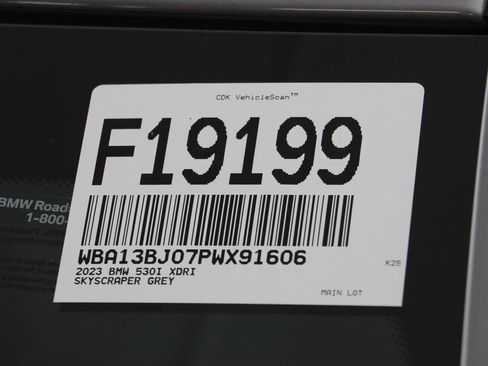 CDK VehicleScan™
F19199
WBA13BJ07PWX91606
2023 BMW 530I XDRI
SKYSCRAPER GREY
K25
MAIN LOT
BMW Road
1-800-